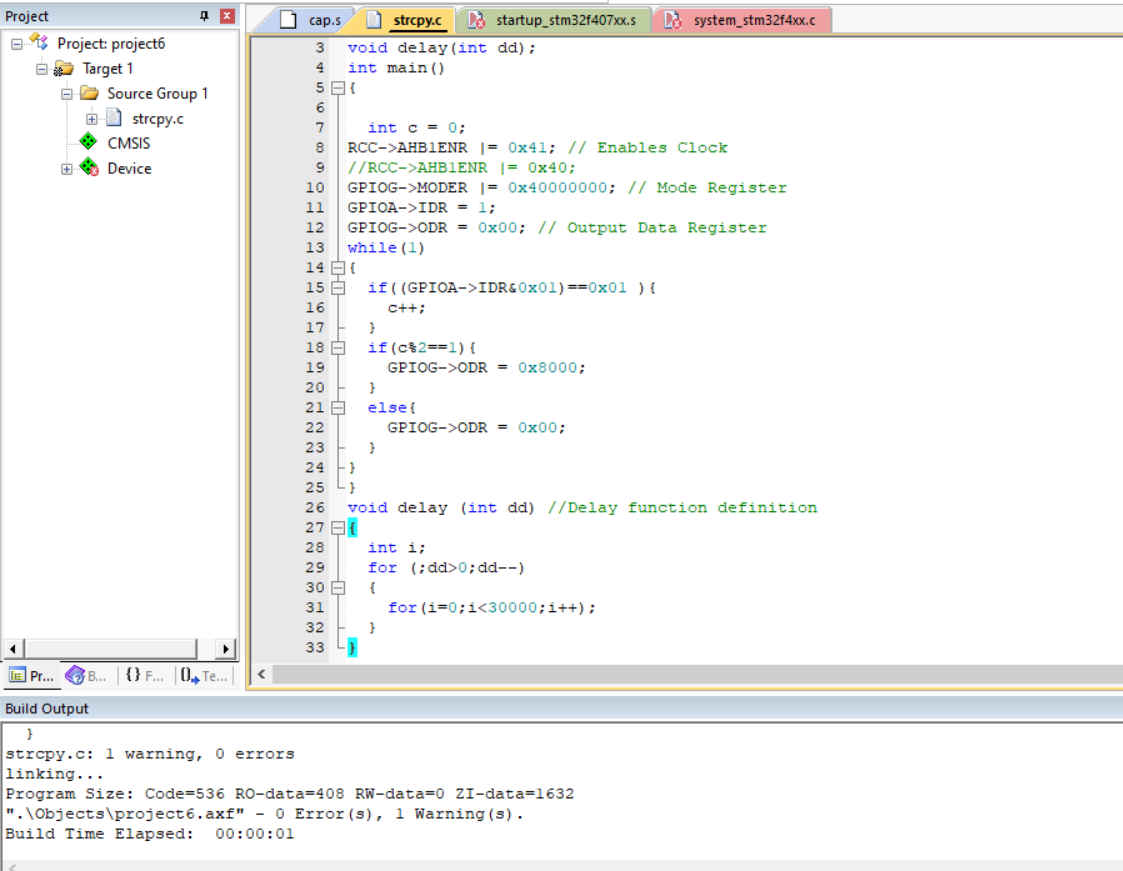 Project
Project: project6
Target 1
Source Group 1
strcpy.c
CMSIS
Device
Pr...
B...
{} F...
Te...
cap.s
strcpy.c
startup_stm32f407xx.s
system_stm32f4xx.c
3 void delay(int dd);
4 int main()
5 {
6
7 int c = 0;
8 RCC->AHB1ENR |= 0x41; // Enables Clock
9 //RCC->AHB1ENR |= 0x40;
10 GPIOG->MODER |= 0x40000000; // Mode Register
11 GPIOA->IDR = 1;
12 GPIOG->ODR = 0x00; // Output Data Register
13 while(1)
14 {
15 if((GPIOA->IDR&0x01)==0x01 ){
16 c++;
17 }
18 if(c%2==1){
19 GPIOG->ODR = 0x8000;
20 }
21 else{
22 GPIOG->ODR = 0x00;
23 }
24 }
25 }
26 void delay (int dd) //Delay function definition
27 {
28 int i;
29 for (;dd>0;dd--)
30 {
31 for(i=0;i<30000;i++);
32 }
33 }
Build Output
}
strcpy.c: 1 warning, 0 errors
linking...
Program Size: Code=536 RO-data=408 RW-data=0 ZI-data=1632
".\Objects\project6.axf" - 0 Error(s), 1 Warning(s).
Build Time Elapsed:  00:00:01